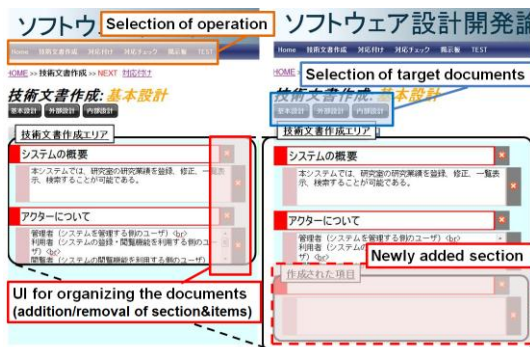 ソフトウ
Selection of operation
Home 技術文書作成 対応付け 対応チェック 掲示板 TEST
HOME >> 技術文書作成 >> NEXT 対応付け
技術文書作成: 基本設計
基本設計 外部設計 内部設計
技術文書作成エリア
システムの概要
本システムでは、研究室の研究業績を登録、修正、一覧表
示、検索することが可能である。
アクターについて
管理者（システムを管理する側のユーザ）<br>
利用者（システムの登録・閲覧機能を利用する側のユー
ザ）<br>
UI for organizing the documents
(addition/removal of section&items)
ソフトウェア設計開発
Home 技術文書作成 対応付け 対応チェック 掲示板 TEST
HOME
Selection of target documents
技術文書作成: 基本設計
基本設計 外部設計 内部設計
技術文書作成エリア
システムの概要
本システムでは、研究室の研究業績を登録、修正、一覧表
示、検索することが可能である。
アクターについて
管理者（システムを管理する側のユーザ）<br>
利用者（システムの登録・閲覧機能を利用する側のユー
ザ）<br>
Newly added section
作成された項目